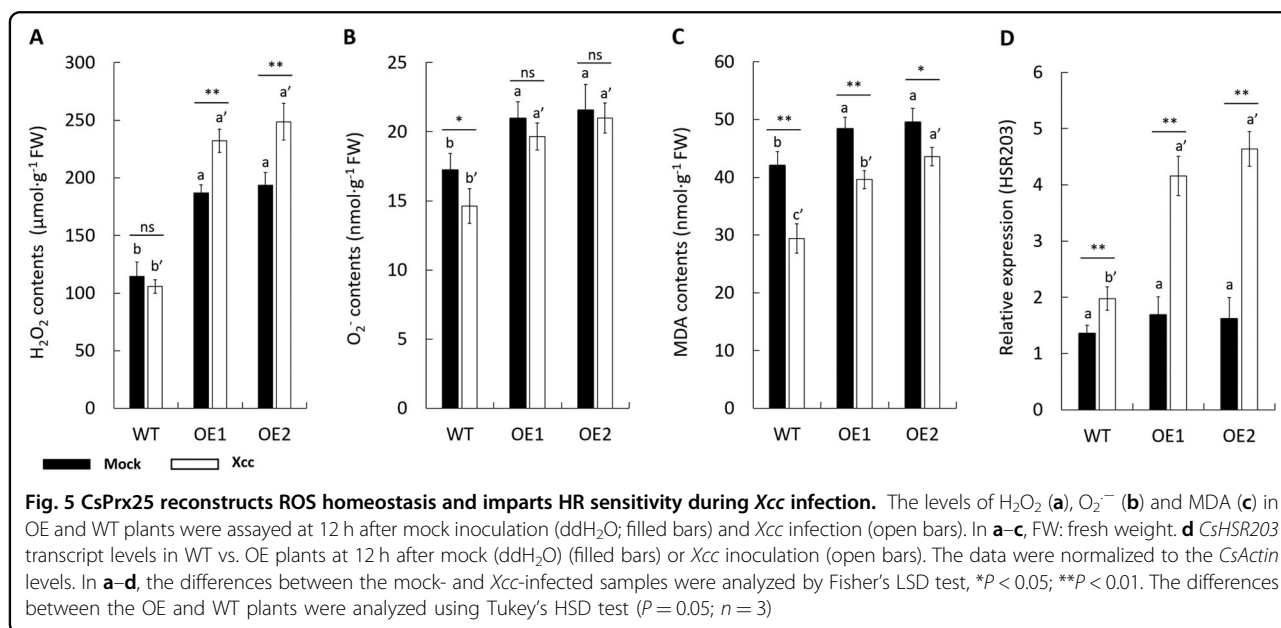 A
H₂O₂ contents (μmol·g⁻¹ FW)
300
250
200
150
100
50
0
ns
b
b′
**
a
a′
**
a
a′
WT OE1 OE2
B
O₂⁻ contents (nmol·g⁻¹ FW)
25
20
15
10
5
0
*
b
b′
ns
a
a′
ns
a
a′
WT OE1 OE2
C
MDA contents (nmol·g⁻¹ FW)
60
50
40
30
20
10
0
**
b
c′
**
a
b′
*
a
a′
WT OE1 OE2
D
Relative expression (HSR203)
6
5
4
3
2
1
0
**
a
b′
**
a
a′
**
a
a′
WT OE1 OE2
Mock Xcc
Fig. 5 CsPrx25 reconstructs ROS homeostasis and imparts HR sensitivity during Xcc infection. The levels of H₂O₂ (a), O₂·⁻ (b) and MDA (c) in
OE and WT plants were assayed at 12 h after mock inoculation (ddH₂O; filled bars) and Xcc infection (open bars). In a–c, FW: fresh weight. d CsHSR203
transcript levels in WT vs. OE plants at 12 h after mock (ddH₂O) (filled bars) or Xcc inoculation (open bars). The data were normalized to the CsActin
levels. In a–d, the differences between the mock- and Xcc-infected samples were analyzed by Fisher's LSD test, *P < 0.05; **P < 0.01. The differences
between the OE and WT plants were analyzed using Tukey's HSD test (P = 0.05; n = 3)